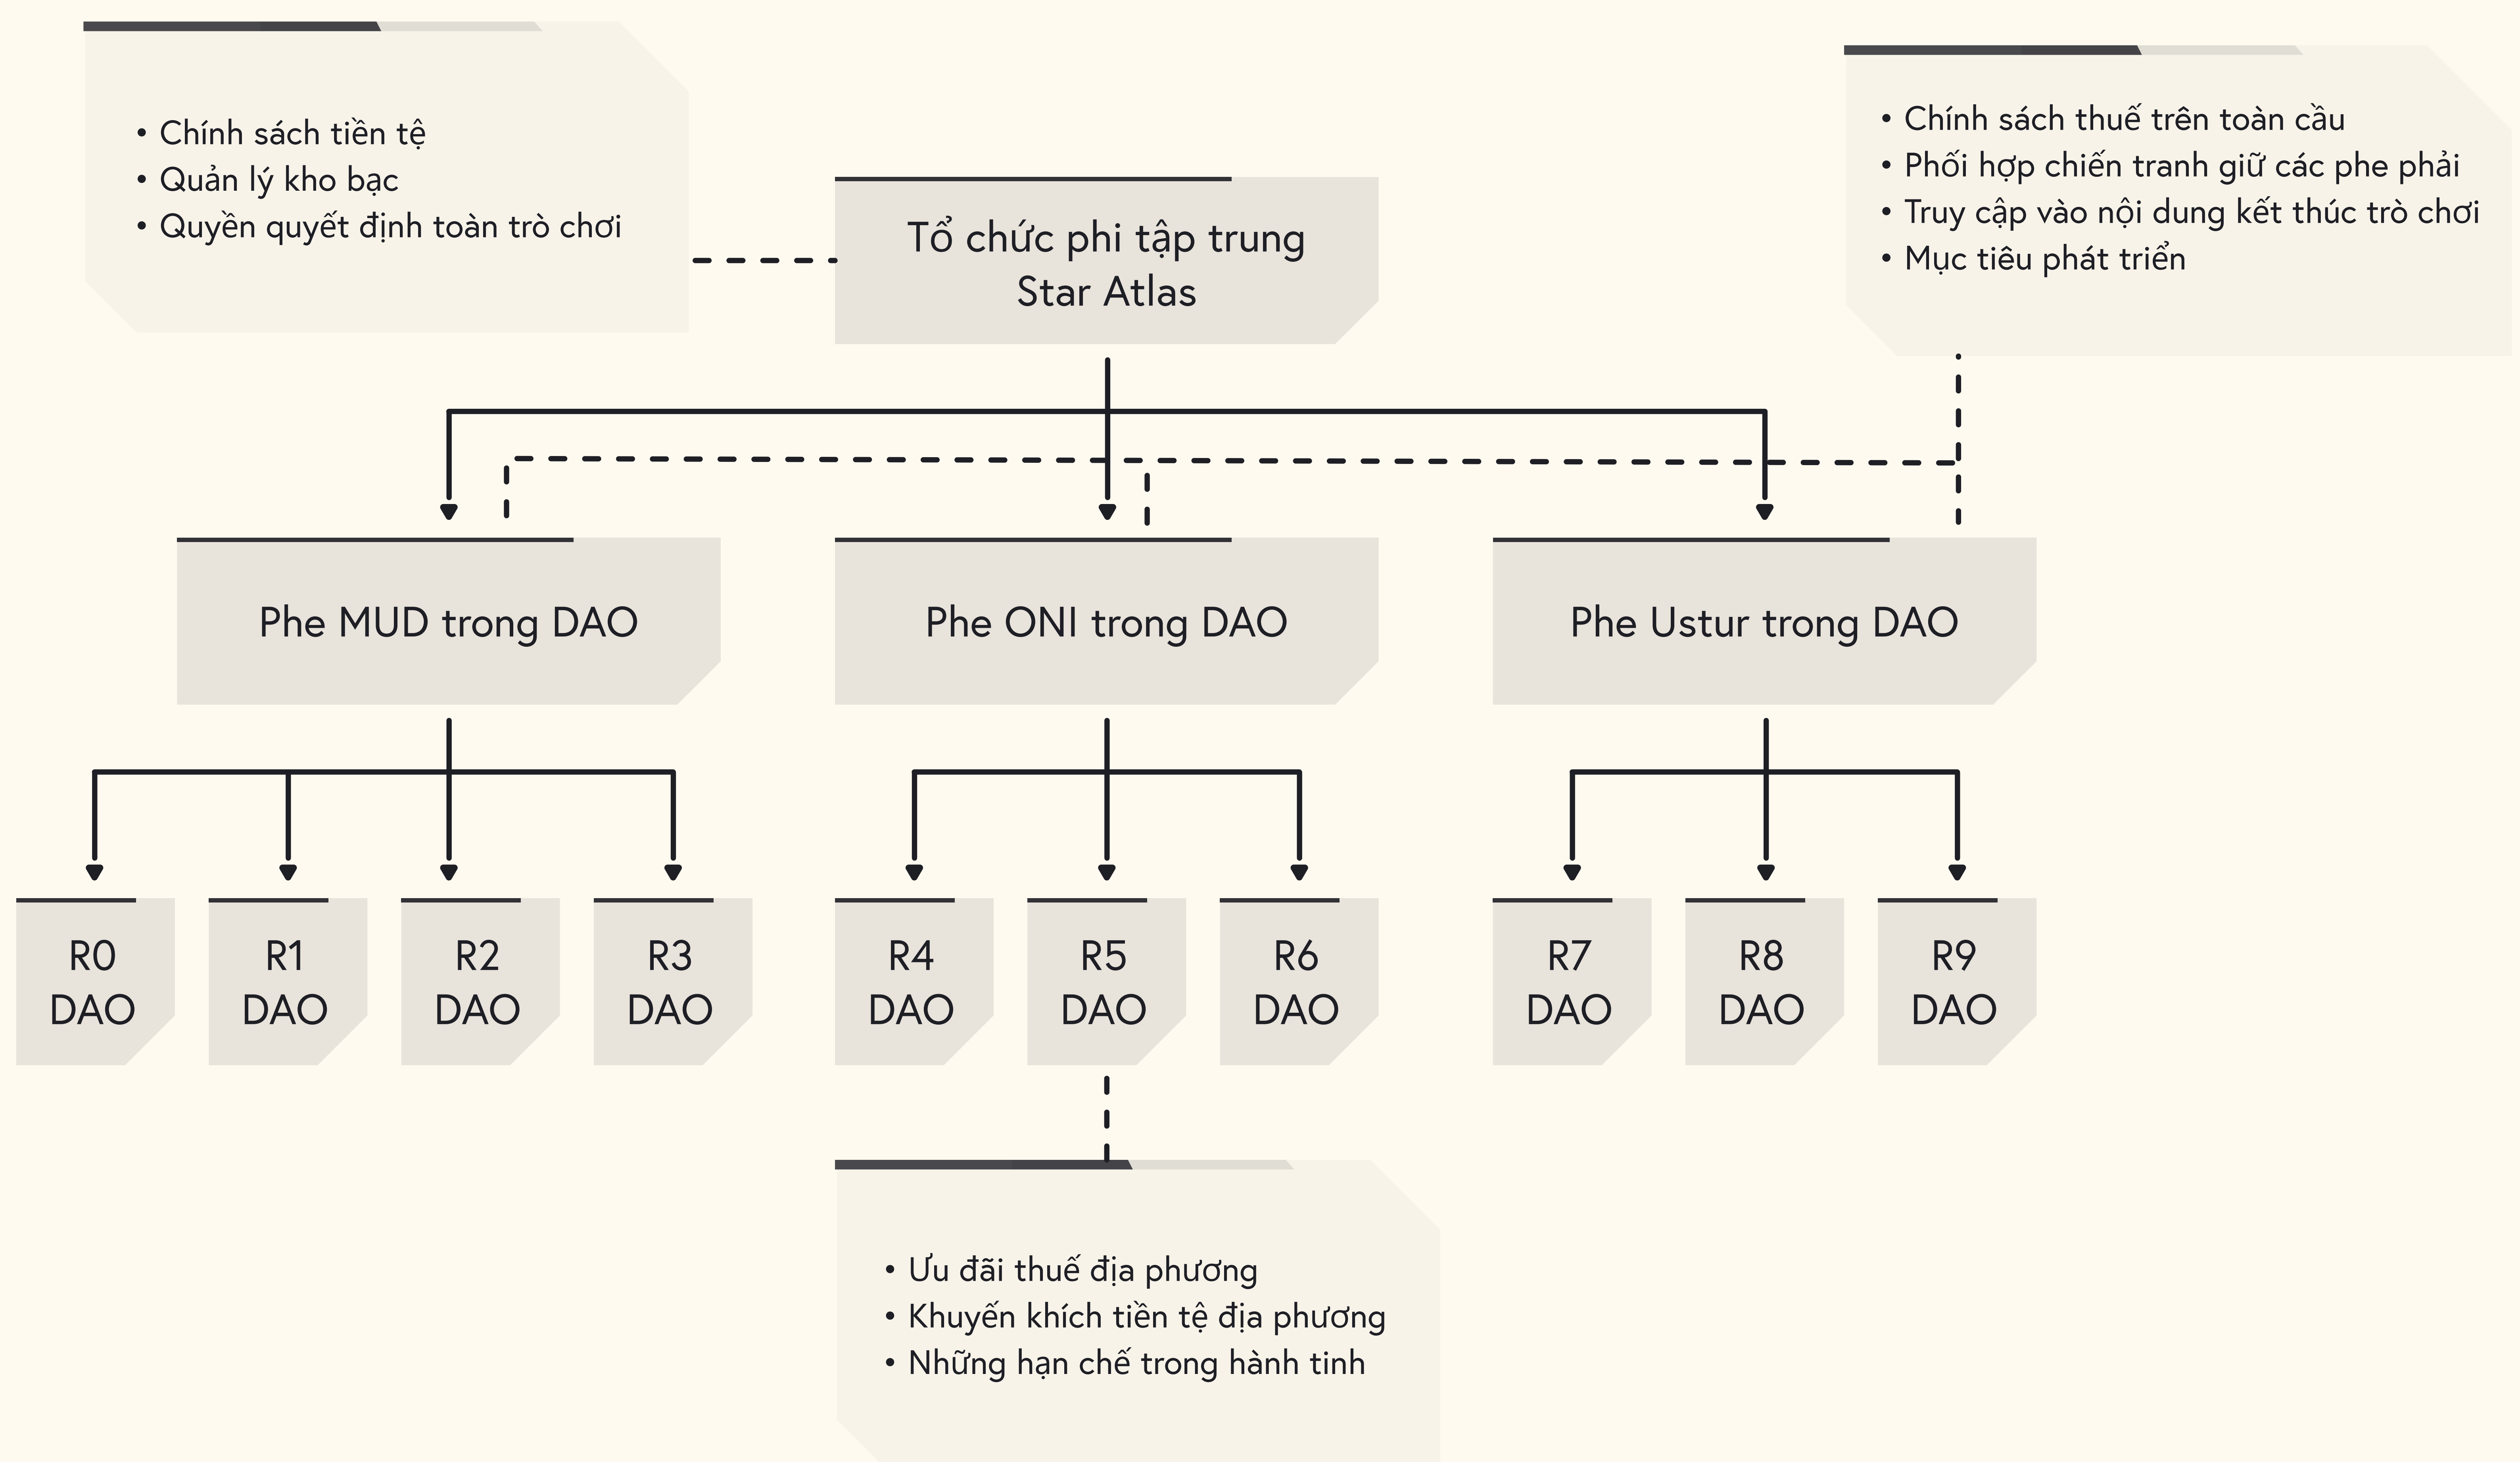 • Chính sách tiền tệ
• Quản lý kho bạc
• Quyền quyết định toàn trò chơi
• Chính sách thuế trên toàn cầu
• Phối hợp chiến tranh giữ các phe phải
• Truy cập vào nội dung kết thúc trò chơi
• Mục tiêu phát triển
Tổ chức phi tập trung
Star Atlas
Phe MUD trong DAO
Phe ONI trong DAO
Phe Ustur trong DAO
R0
DAO
R1
DAO
R2
DAO
R3
DAO
R4
DAO
R5
DAO
R6
DAO
R7
DAO
R8
DAO
R9
DAO
• Ưu đãi thuế địa phương
• Khuyến khích tiền tệ địa phương
• Những hạn chế trong hành tinh